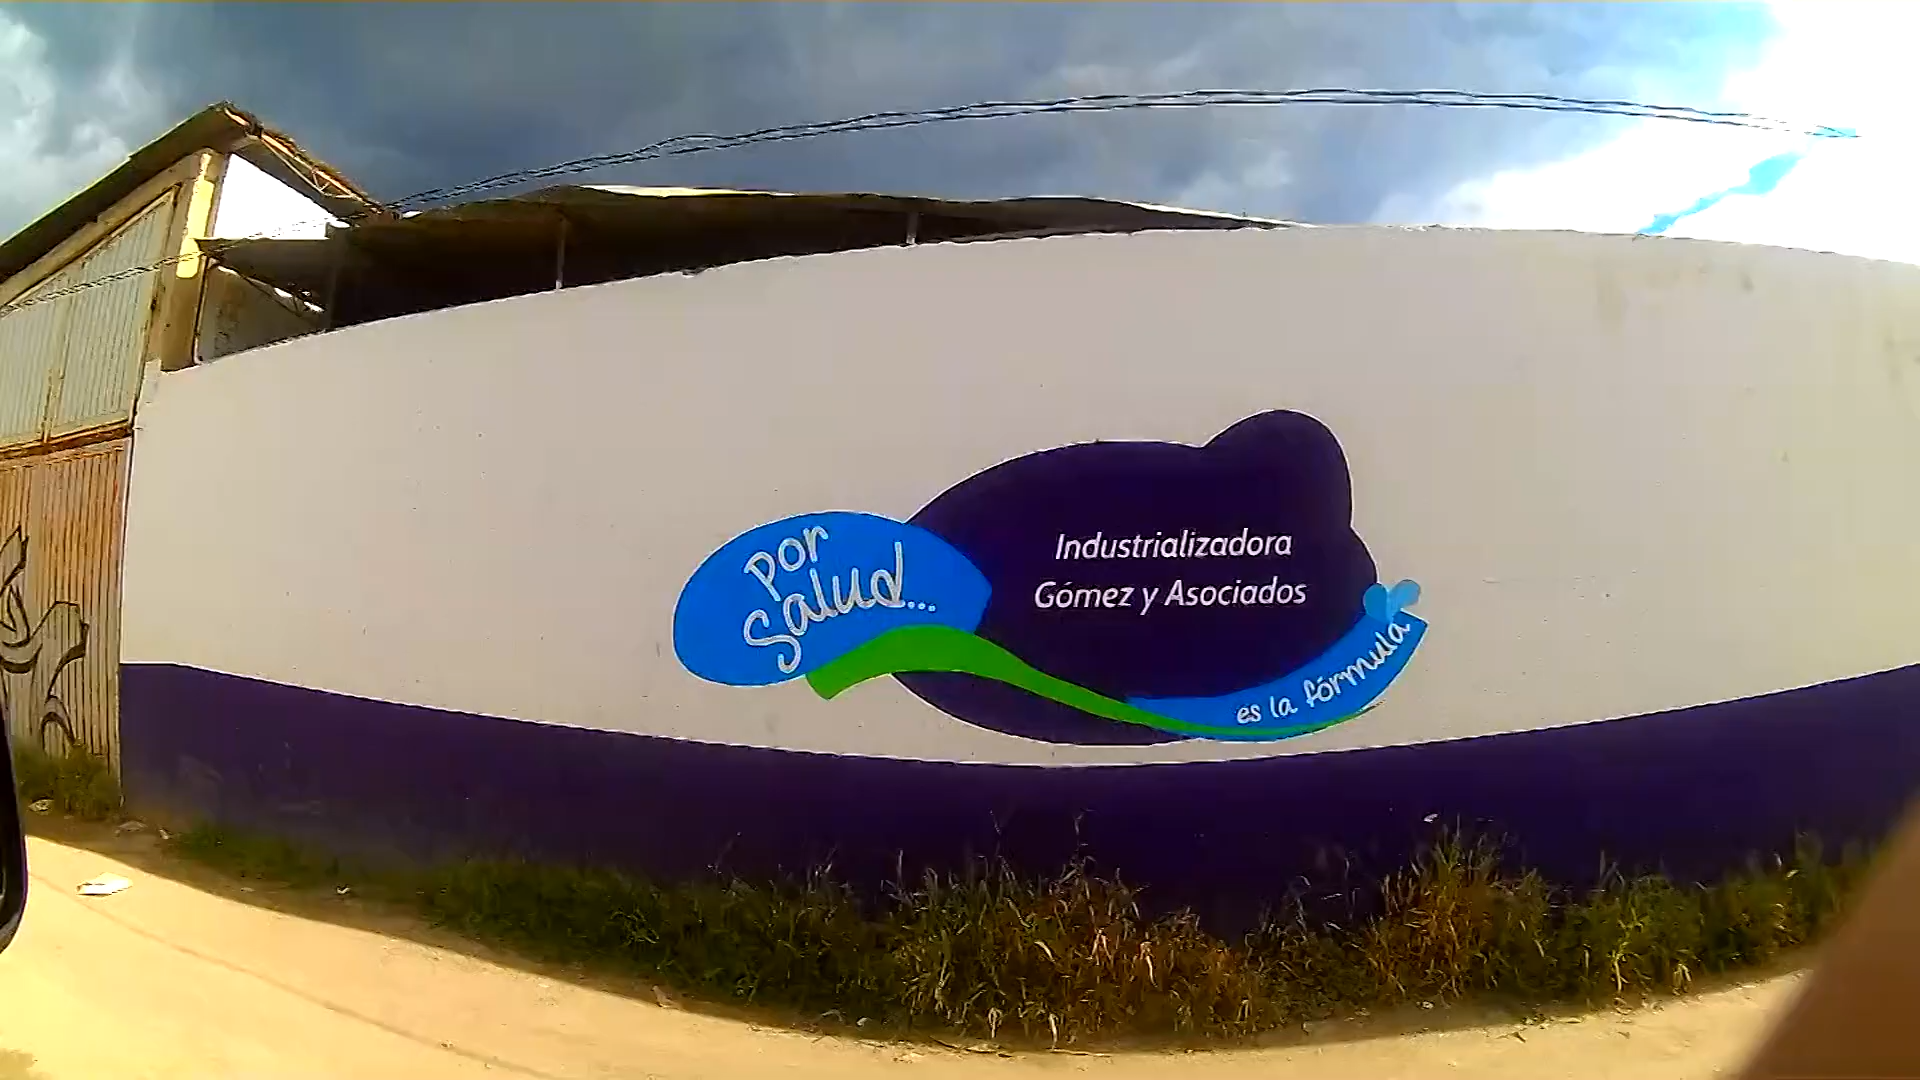 Por
Salud...
Industrializadora
Gómez y Asociados
es la fórmula